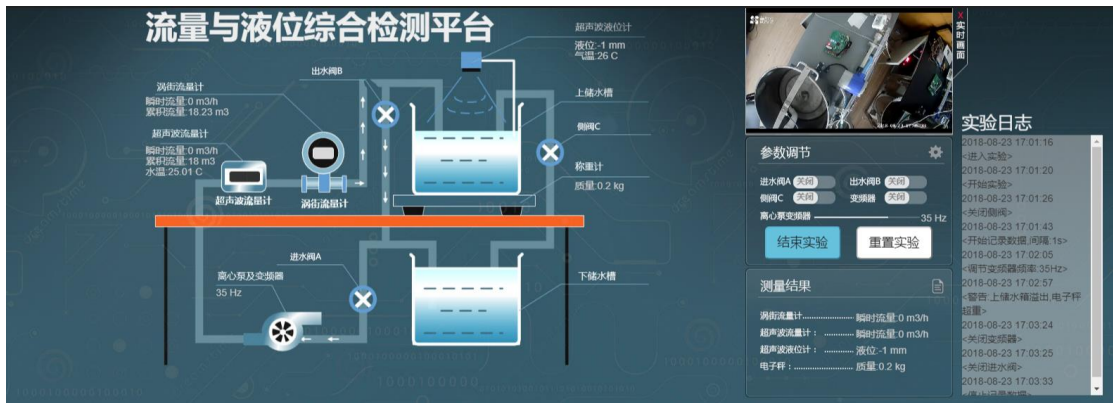 流量与液位综合检测平台
超声波液位计
液位:-1 mm
气温:26 C
出水阀B
涡街流量计
瞬时流量:0 m3/h
累积流量:18.23 m3
上储水槽
侧阀C
超声波流量计
瞬时流量:0 m3/h
累积流量:18 m3
水温:25.01 C
称重计
质量:0.2 kg
超声波流量计
涡街流量计
进水阀A
离心泵及变频器
35 Hz
下储水槽
X
实时画面
参数调节
进水阀A 关闭 出水阀B 关闭
侧阀C 关闭 变频器 关闭
离心泵变频器 35 Hz
结束实验 重置实验
测量结果
涡街流量计.................. 瞬时流量:0 m3/h
超声波流量计: ........... 瞬时流量:0 m3/h
超声波液位计: ........... 液位:-1 mm
电子秤: ...................... 质量:0.2 kg
实验日志
2018-08-23 17:01:16
<进入实验>
2018-08-23 17:01:20
<开始实验>
2018-08-23 17:01:26
<关闭侧阀>
2018-08-23 17:01:43
<开始记录数据,间隔:1s>
2018-08-23 17:02:05
<调节变频器频率:35Hz>
2018-08-23 17:02:57
<警告:上储水箱溢出,电子秤
超重>
2018-08-23 17:03:24
<关闭变频器>
2018-08-23 17:03:25
<关闭进水阀>
2018-08-23 17:03:33